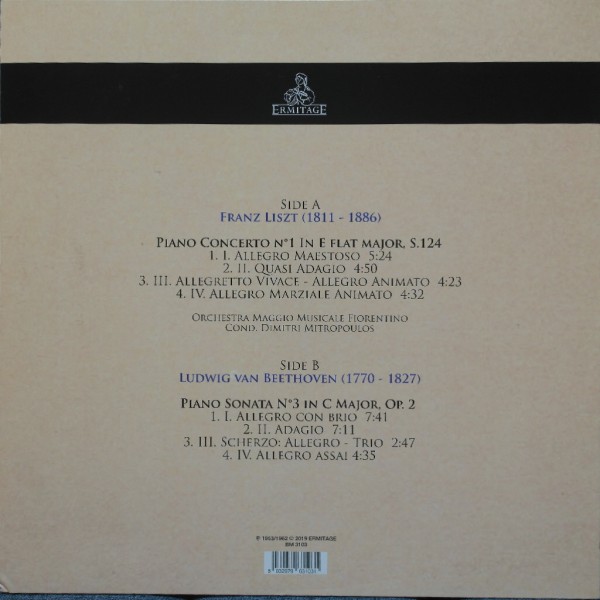 ERMITAGE
SIDE A
FRANZ LISZT (1811 - 1886)
PIANO CONCERTO N°1 IN E FLAT MAJOR, S.124
1. I. ALLEGRO MAESTOSO 5:24
2. II. QUASI ADAGIO 4:50
3. III. ALLEGRETTO VIVACE - ALLEGRO ANIMATO 4:23
4. IV. ALLEGRO MARZIALE ANIMATO 4:32
ORCHESTRA MAGGIO MUSICALE FIORENTINO
COND. DIMITRI MITROPOULOS
SIDE B
LUDWIG VAN BEETHOVEN (1770 - 1827)
PIANO SONATA N°3 IN C MAJOR, OP. 2
1. I. ALLEGRO CON BRIO 7:41
2. II. ADAGIO 7:11
3. III. SCHERZO: ALLEGRO - TRIO 2:47
4. IV. ALLEGRO ASSAI 4:35
℗ 1953/1962 © 2019 ERMITAGE